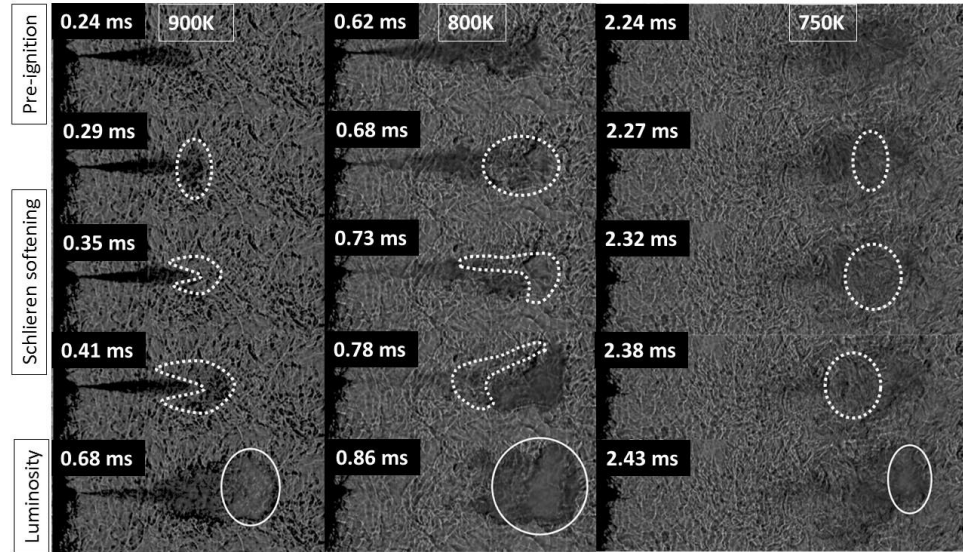 Pre-ignition
0.24 ms 900K 0.62 ms 800K 2.24 ms 750K
Schlieren softening
0.29 ms 0.68 ms 2.27 ms
0.35 ms 0.73 ms 2.32 ms
0.41 ms 0.78 ms 2.38 ms
Luminosity
0.68 ms 0.86 ms 2.43 ms